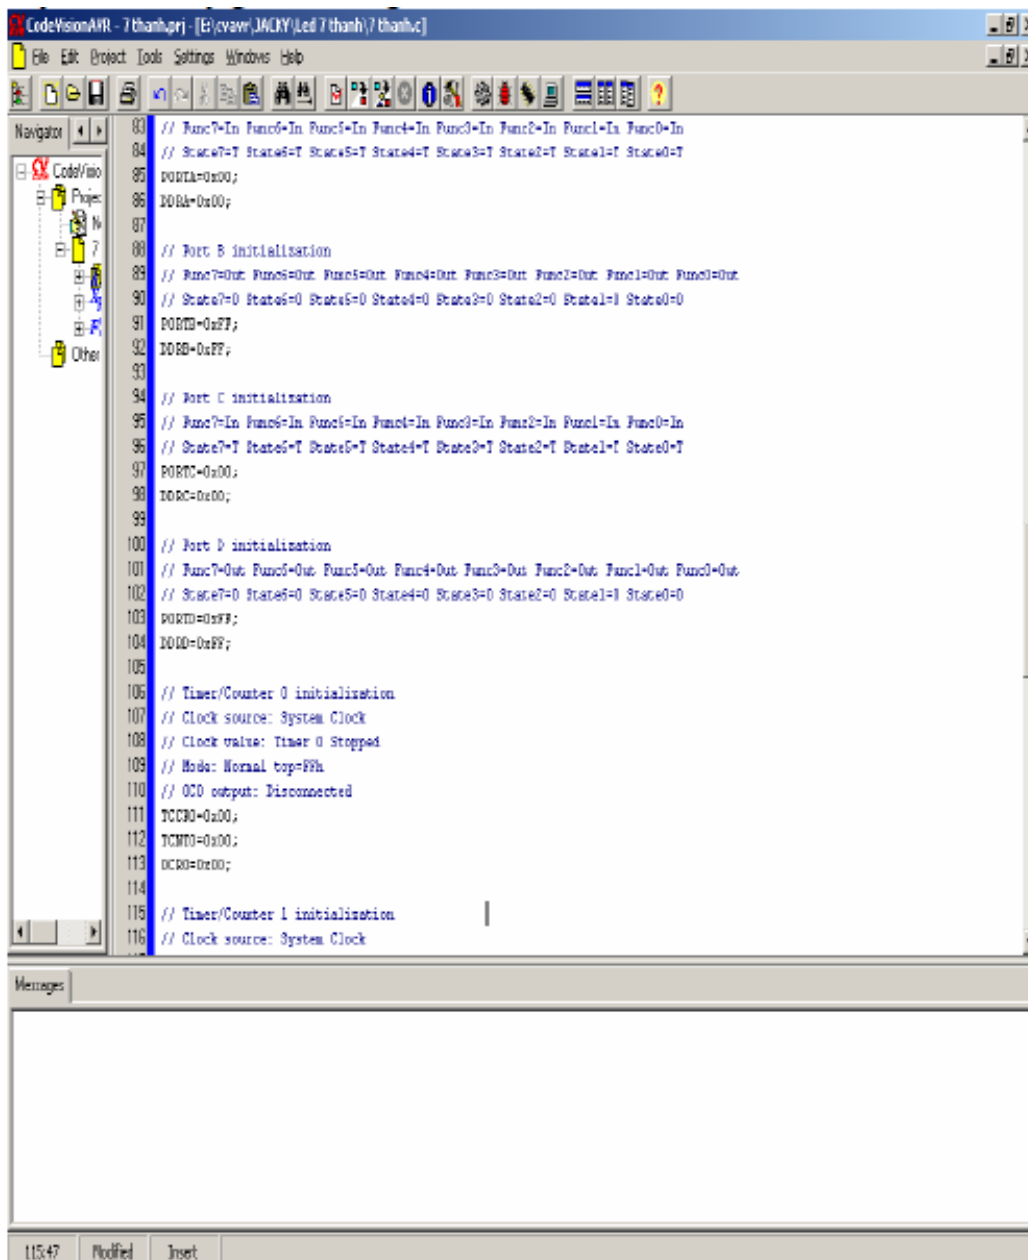 CodeVisionAVR - 7 thanh.prj - [E:\cvavr\JACKY\Led 7 thanh\7 thanh.c]
File Edit Project Tools Settings Windows Help
Navigator
CodeVisio
Projec
N
7
Other
83 // Func7=In Func6=In Func5=In Func4=In Func3=In Func2=In Func1=In Func0=In
84 // State7=T State6=T State5=T State4=T State3=T State2=T State1=T State0=T
85 PORTA=0x00;
86 DDRA=0x00;
87
88 // Port B initialization
89 // Func7=Out Func6=Out Func5=Out Func4=Out Func3=Out Func2=Out Func1=Out Func0=Out
90 // State7=0 State6=0 State5=0 State4=0 State3=0 State2=0 State1=0 State0=0
91 PORTB=0xFF;
92 DDRB=0xFF;
93
94 // Port C initialization
95 // Func7=In Func6=In Func5=In Func4=In Func3=In Func2=In Func1=In Func0=In
96 // State7=T State6=T State5=T State4=T State3=T State2=T State1=T State0=T
97 PORTC=0x00;
98 DDRC=0x00;
99
100 // Port D initialization
101 // Func7=Out Func6=Out Func5=Out Func4=Out Func3=Out Func2=Out Func1=Out Func0=Out
102 // State7=0 State6=0 State5=0 State4=0 State3=0 State2=0 State1=0 State0=0
103 PORTD=0xFF;
104 DDRD=0xFF;
105
106 // Timer/Counter 0 initialization
107 // Clock source: System Clock
108 // Clock value: Timer 0 Stopped
109 // Mode: Normal top=FFh
110 // OC0 output: Disconnected
111 TCCR0=0x00;
112 TCNT0=0x00;
113 OCR0=0x00;
114
115 // Timer/Counter 1 initialization
116 // Clock source: System Clock
Messages
115:47 Modified Insert